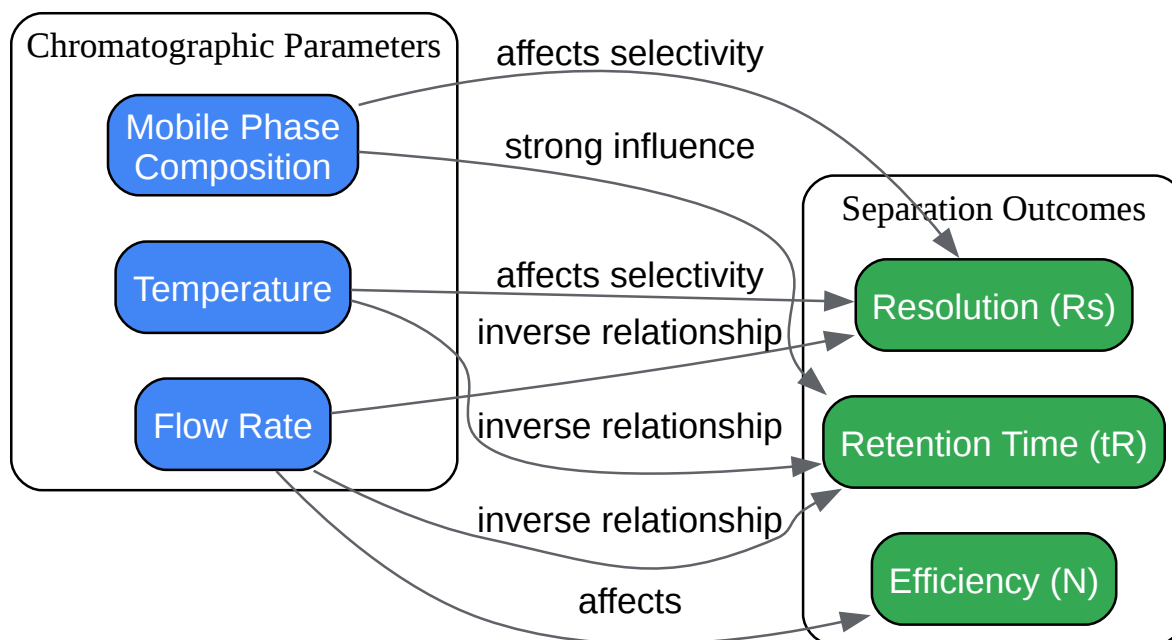 Chromatographic Parameters
Mobile Phase
Composition
Temperature
Flow Rate
affects selectivity
strong influence
affects selectivity
inverse relationship
inverse relationship
inverse relationship
affects
Separation Outcomes
Resolution (Rs)
Retention Time (tR)
Efficiency (N)